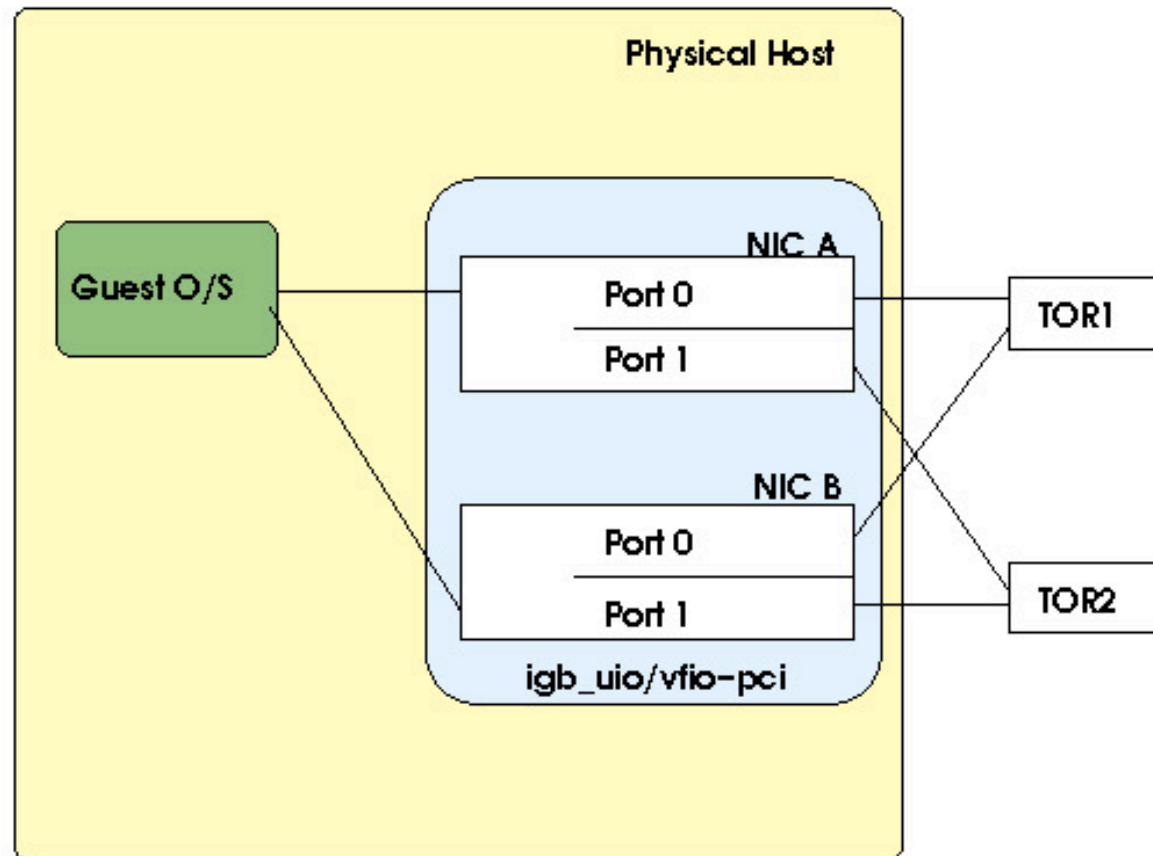 Physical Host
NIC A
Guest O/S
Port 0
TOR1
Port 1
NIC B
Port 0
Port 1
TOR2
igb_uio/vfio-pci